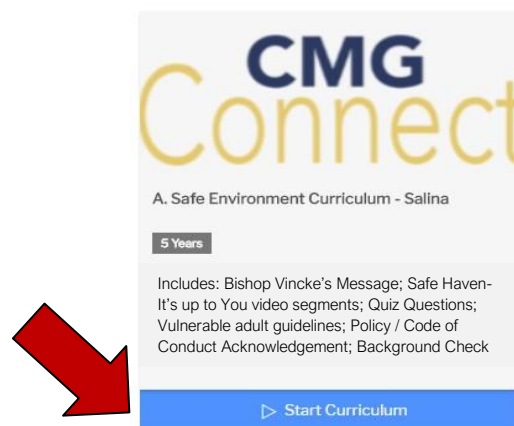 CMG
Connect
A. Safe Environment Curriculum - Salina
5 Years
Includes: Bishop Vincke's Message; Safe Haven-
It's up to You video segments; Quiz Questions;
Vulnerable adult guidelines; Policy / Code of
Conduct Acknowledgement; Background Check
Start Curriculum